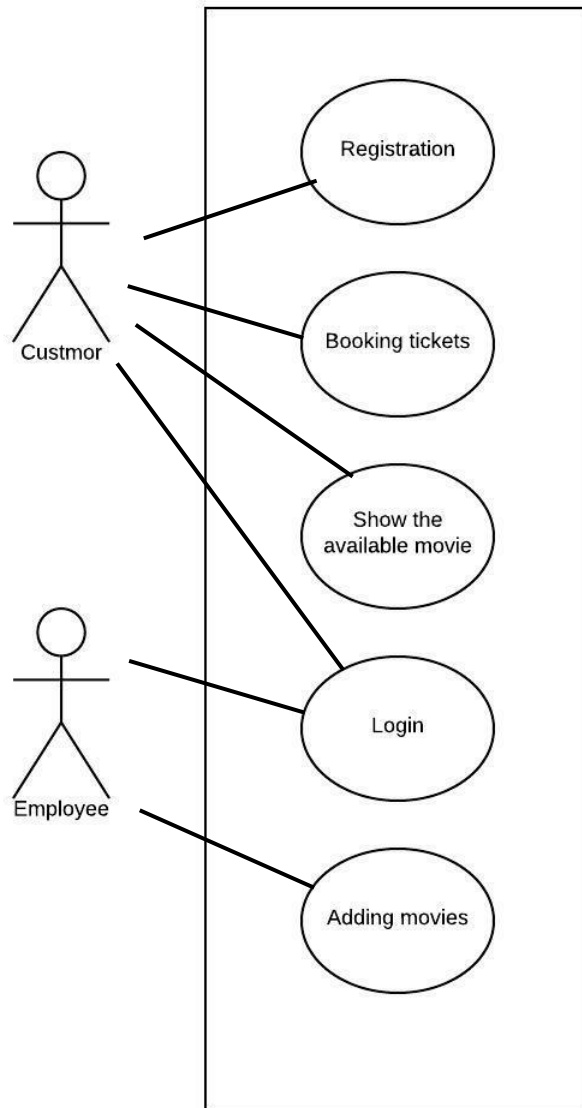 Registration
Booking tickets
Custmor
Show the
available movie
Login
Employee
Adding movies